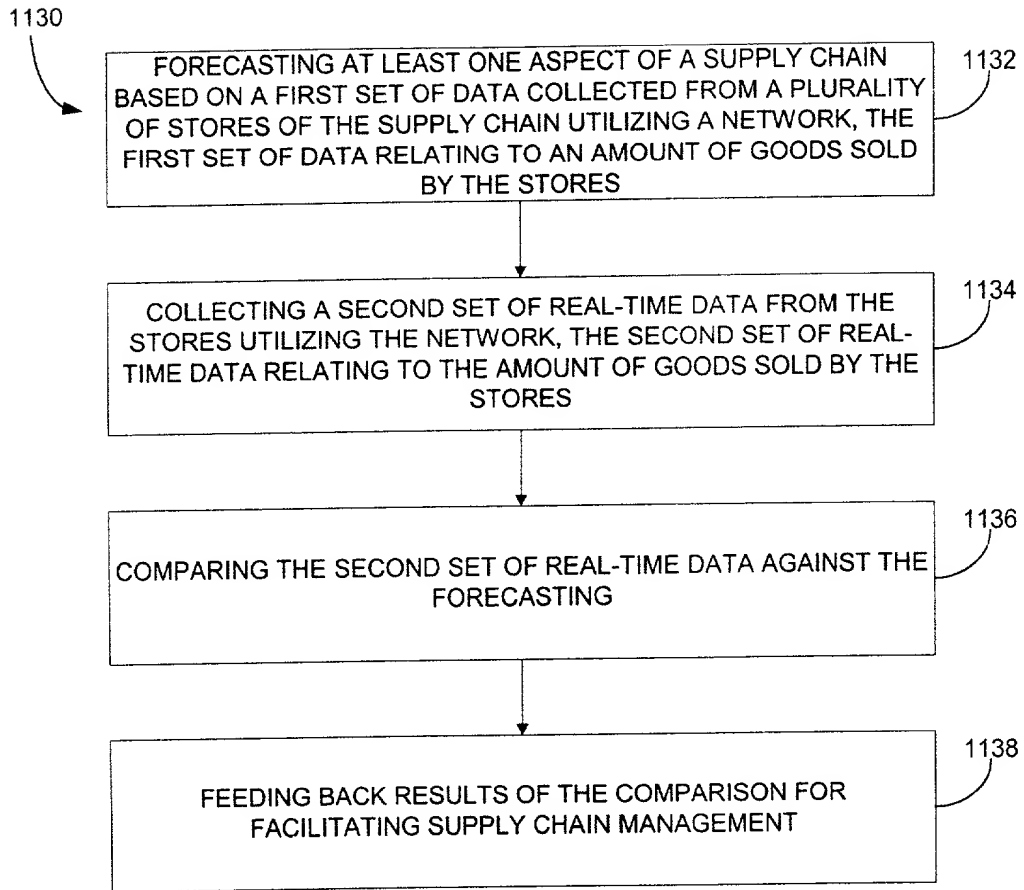 1130
FORECASTING AT LEAST ONE ASPECT OF A SUPPLY CHAIN
BASED ON A FIRST SET OF DATA COLLECTED FROM A PLURALITY
OF STORES OF THE SUPPLY CHAIN UTILIZING A NETWORK, THE
FIRST SET OF DATA RELATING TO AN AMOUNT OF GOODS SOLD
BY THE STORES
1132
COLLECTING A SECOND SET OF REAL-TIME DATA FROM THE
STORES UTILIZING THE NETWORK, THE SECOND SET OF REAL-
TIME DATA RELATING TO THE AMOUNT OF GOODS SOLD BY THE
STORES
1134
COMPARING THE SECOND SET OF REAL-TIME DATA AGAINST THE
FORECASTING
1136
FEEDING BACK RESULTS OF THE COMPARISON FOR
FACILITATING SUPPLY CHAIN MANAGEMENT
1138